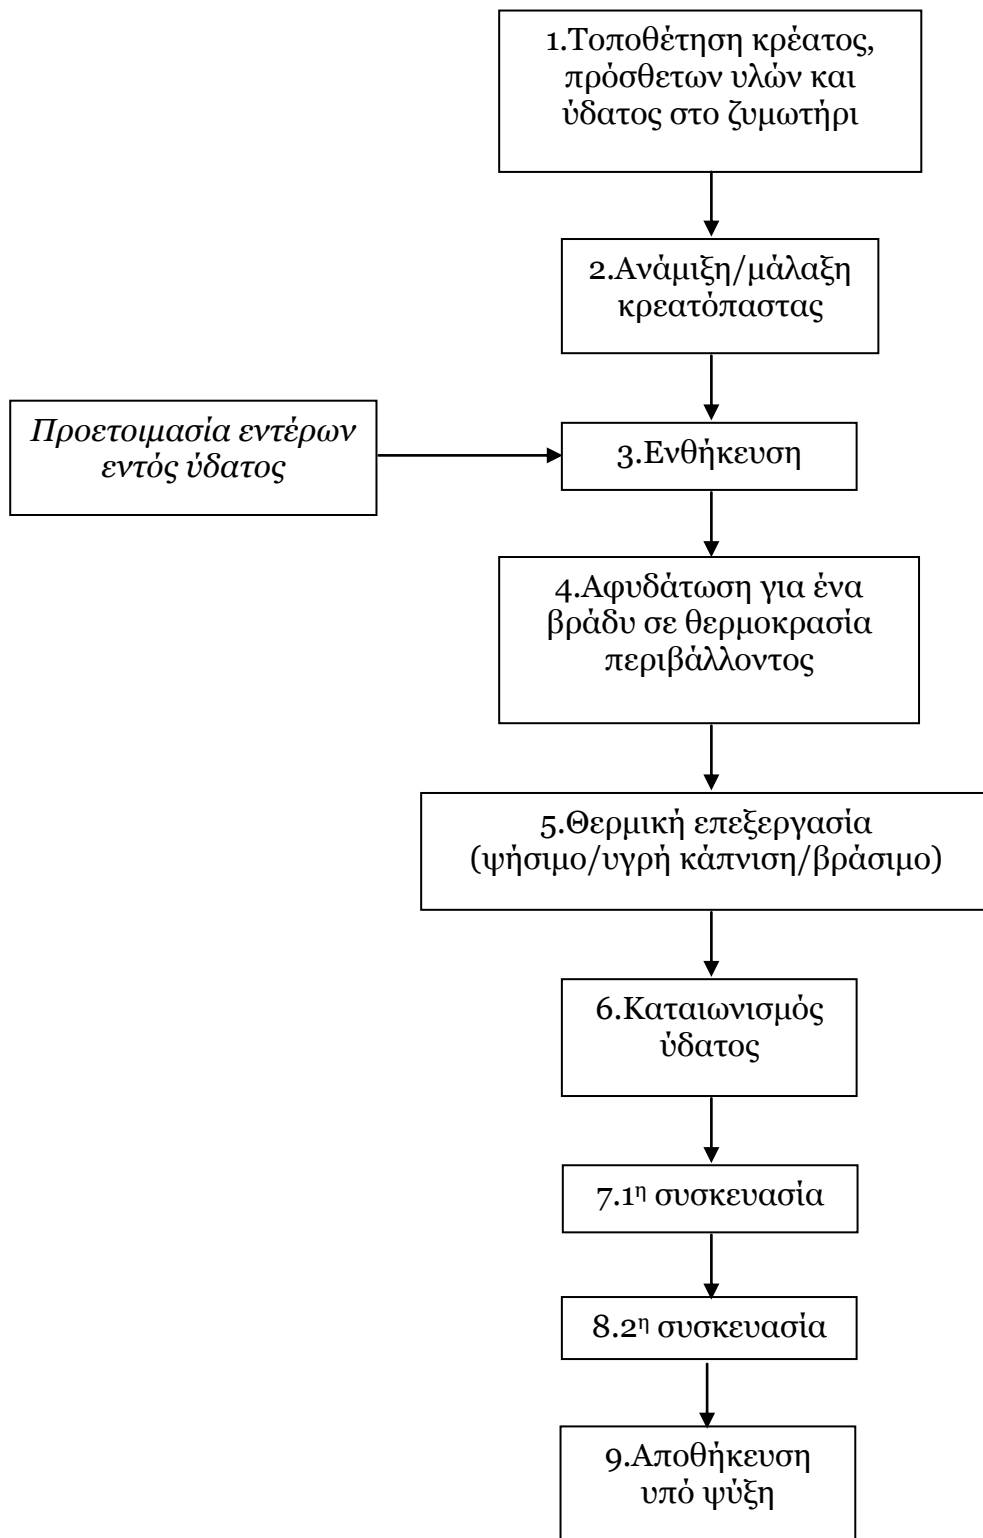 1.Τοποθέτηση κρέατος,
πρόσθετων υλών και
ύδατος στο ζυμωτήρι
2.Ανάμιξη/μάλαξη
κρεατόπαστας
Προετοιμασία εντέρων
εντός ύδατος
3.Ενθήκευση
4.Αφυδάτωση για ένα
βράδυ σε θερμοκρασία
περιβάλλοντος
5.Θερμική επεξεργασία
(ψήσιμο/υγρή κάπνιση/βράσιμο)
6.Καταιωνισμός
ύδατος
7.1η συσκευασία
8.2η συσκευασία
9.Αποθήκευση
υπό ψύξη